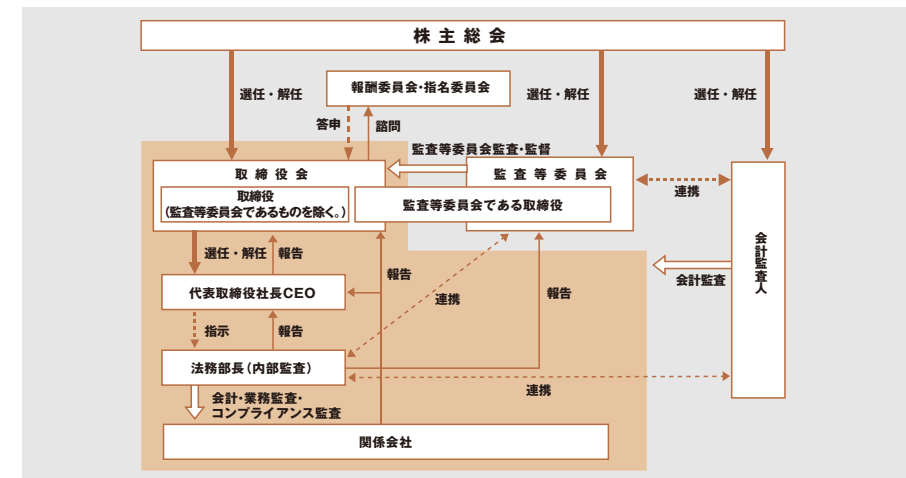 株主総会
選任・解任
報酬委員会・指名委員会
選任・解任
選任・解任
答申
諮問
監査等委員会監査・監督
取締役会
監査等委員会
取締役
（監査等委員会であるものを除く。）
監査等委員会である取締役
連携
会計監査人
選任・解任
報告
報告
会計監査
代表取締役社長CEO
連携
報告
指示
報告
法務部長（内部監査）
連携
会計・業務監査・
コンプライアンス監査
関係会社